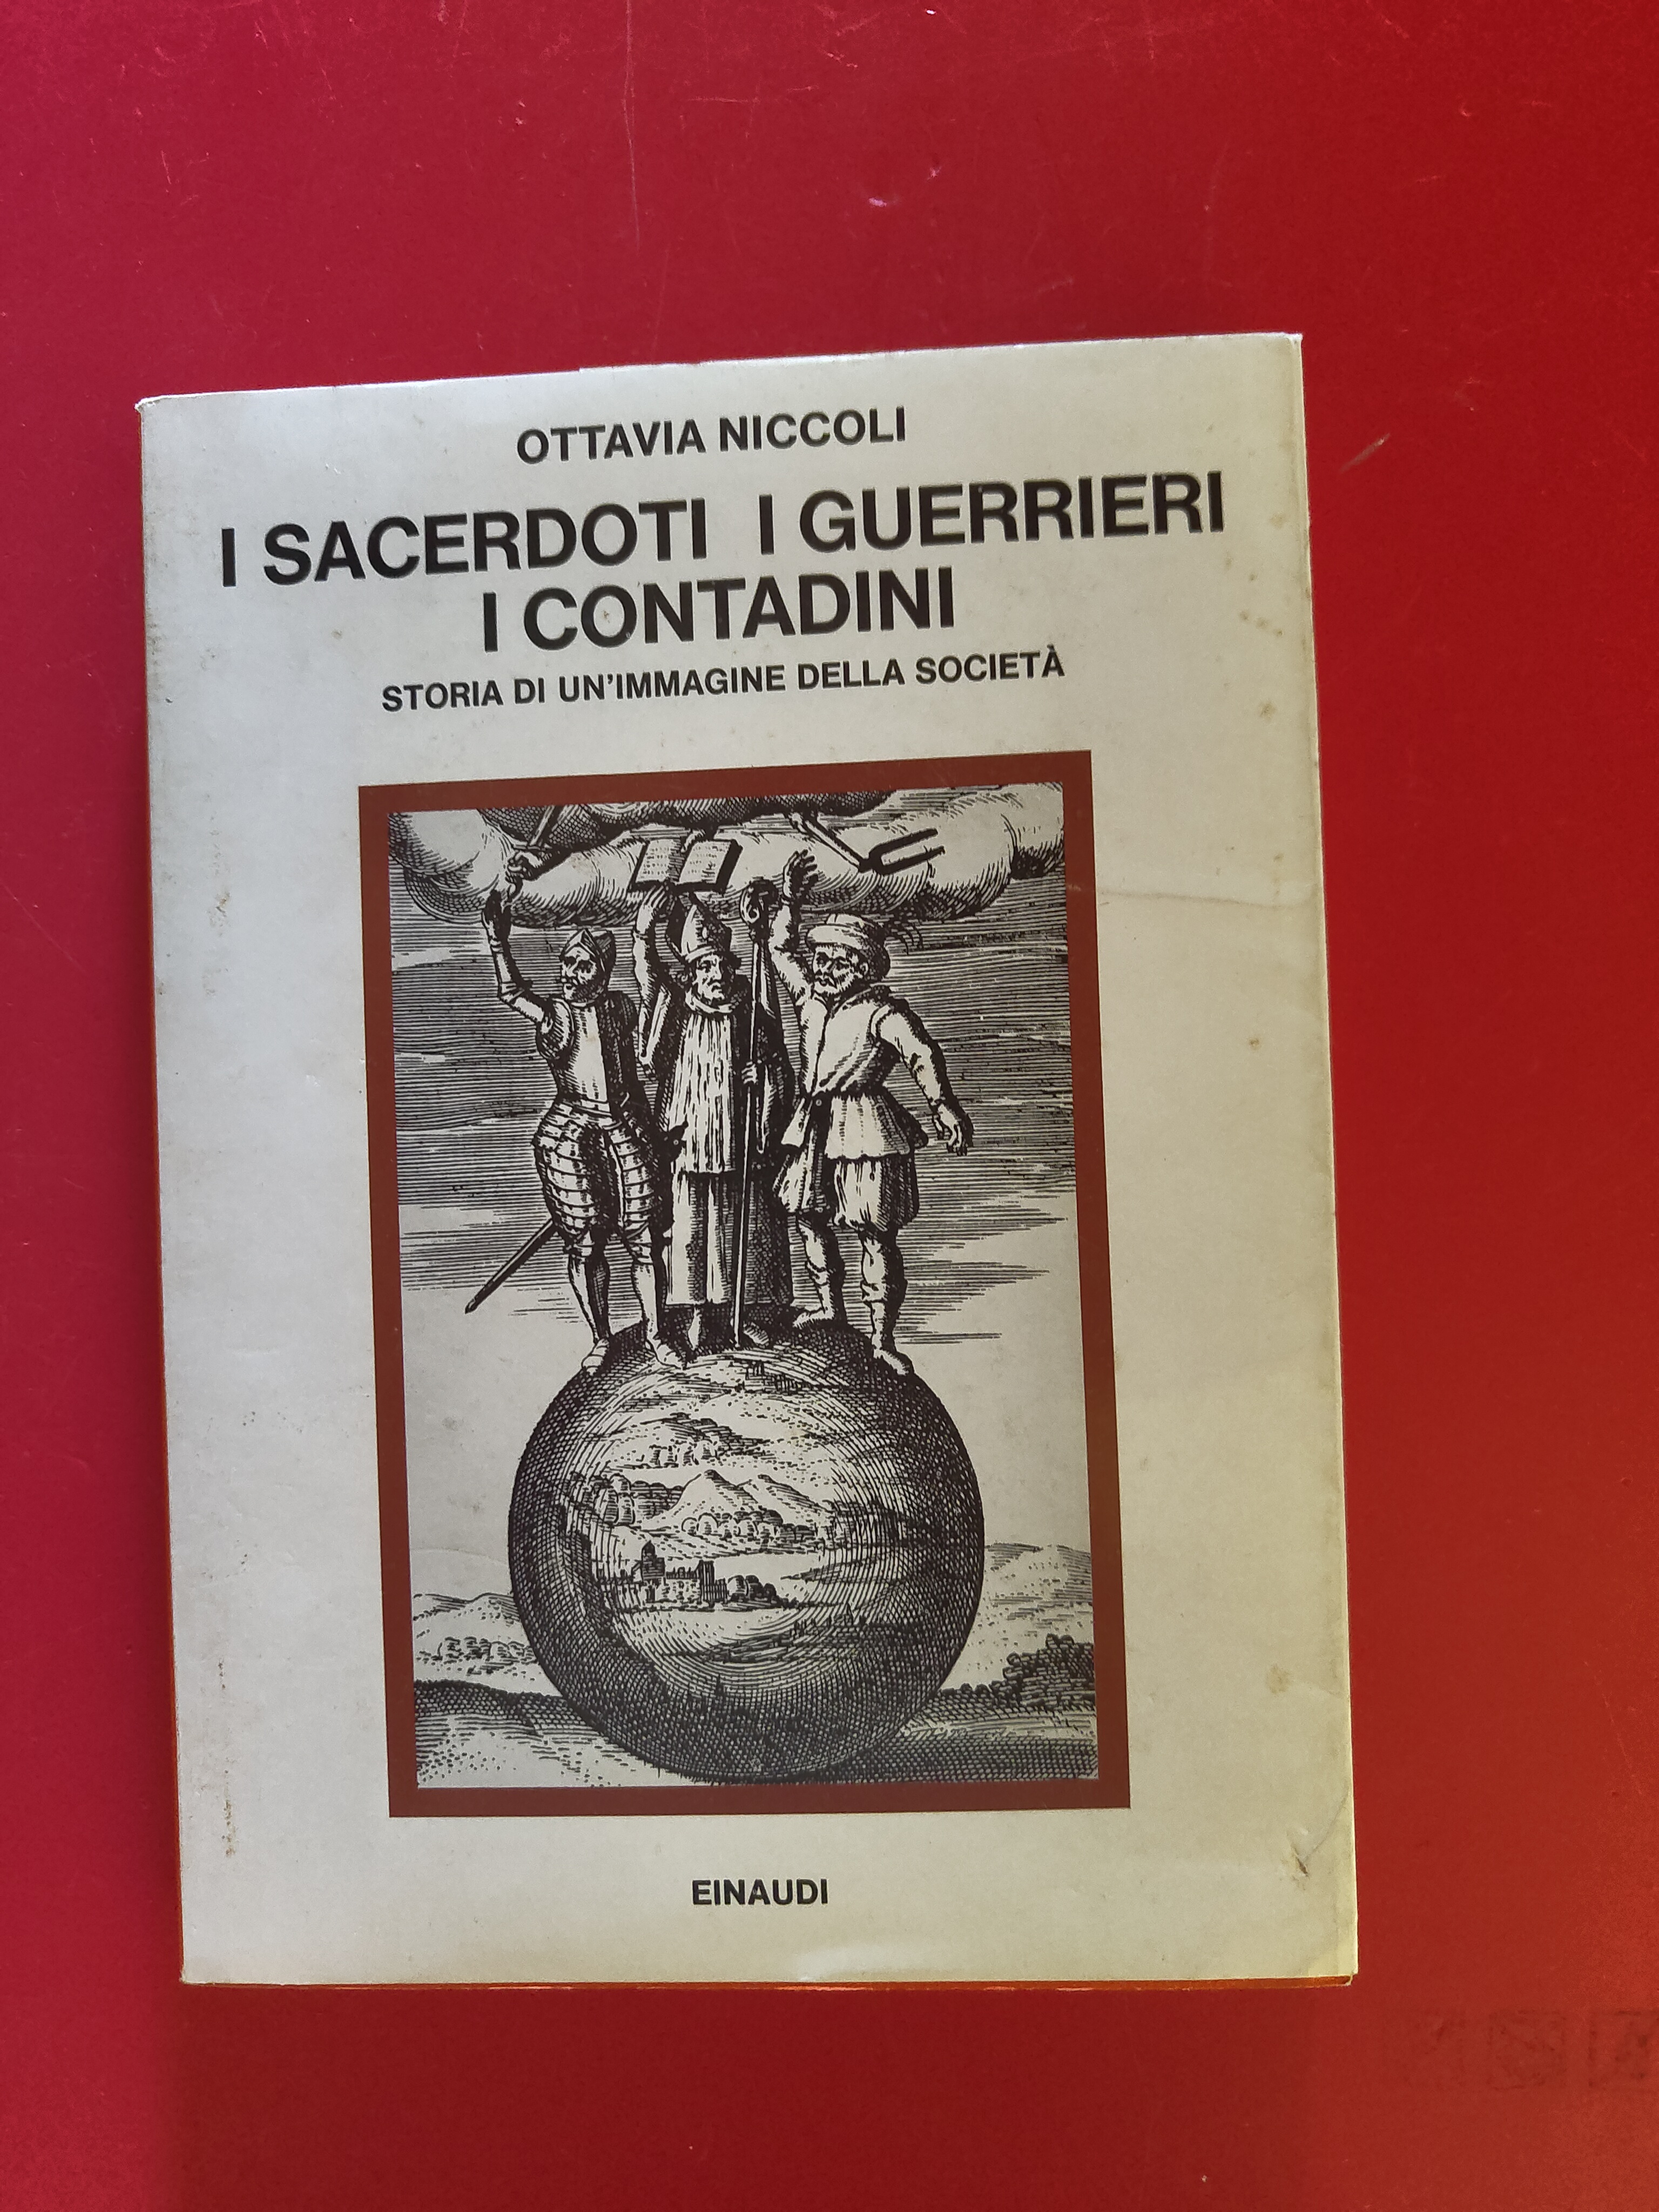 OTTAVIA NICCOLI
I SACERDOTI I GUERRIERI
I CONTADINI
STORIA DI UN'IMMAGINE DELLA SOCIETÀ
EINAUDI